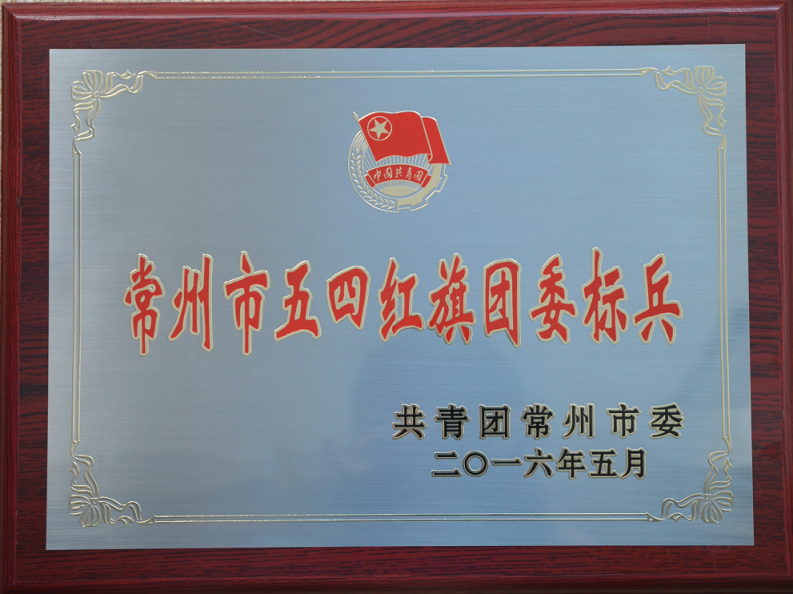 中国共青团
常州市五四红旗团委标兵
共青团常州市委
二〇一六年五月